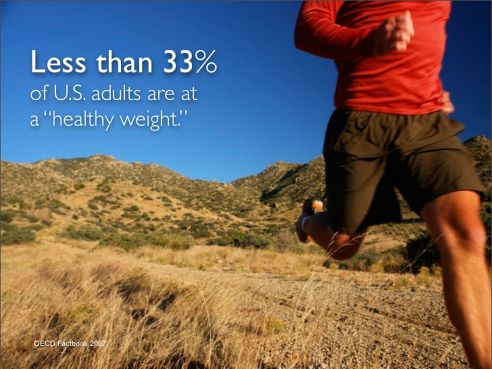 Less than 33%
of U.S. adults are at
a “healthy weight.”
OECD Factbook 2007